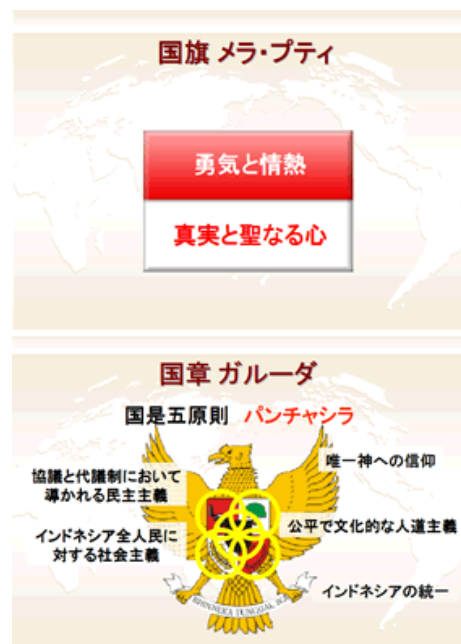 国旗 メラ・プティ
勇気と情熱
真実と聖なる心
国章 ガルーダ
国是五原則 パンチャシラ
唯一神への信仰
協議と代議制において
導かれる民主主義
公平で文化的な人道主義
インドネシア全人民に
対する社会主義
インドネシアの統一
BHINNEKA TUNGGAL IKA